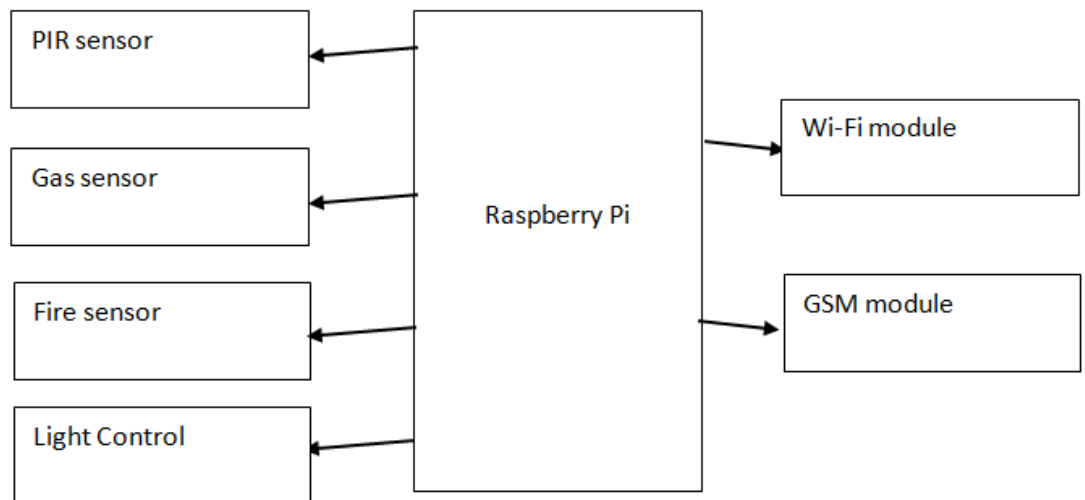 PIR sensor
Gas sensor
Fire sensor
Light Control
Raspberry Pi
Wi-Fi module
GSM module